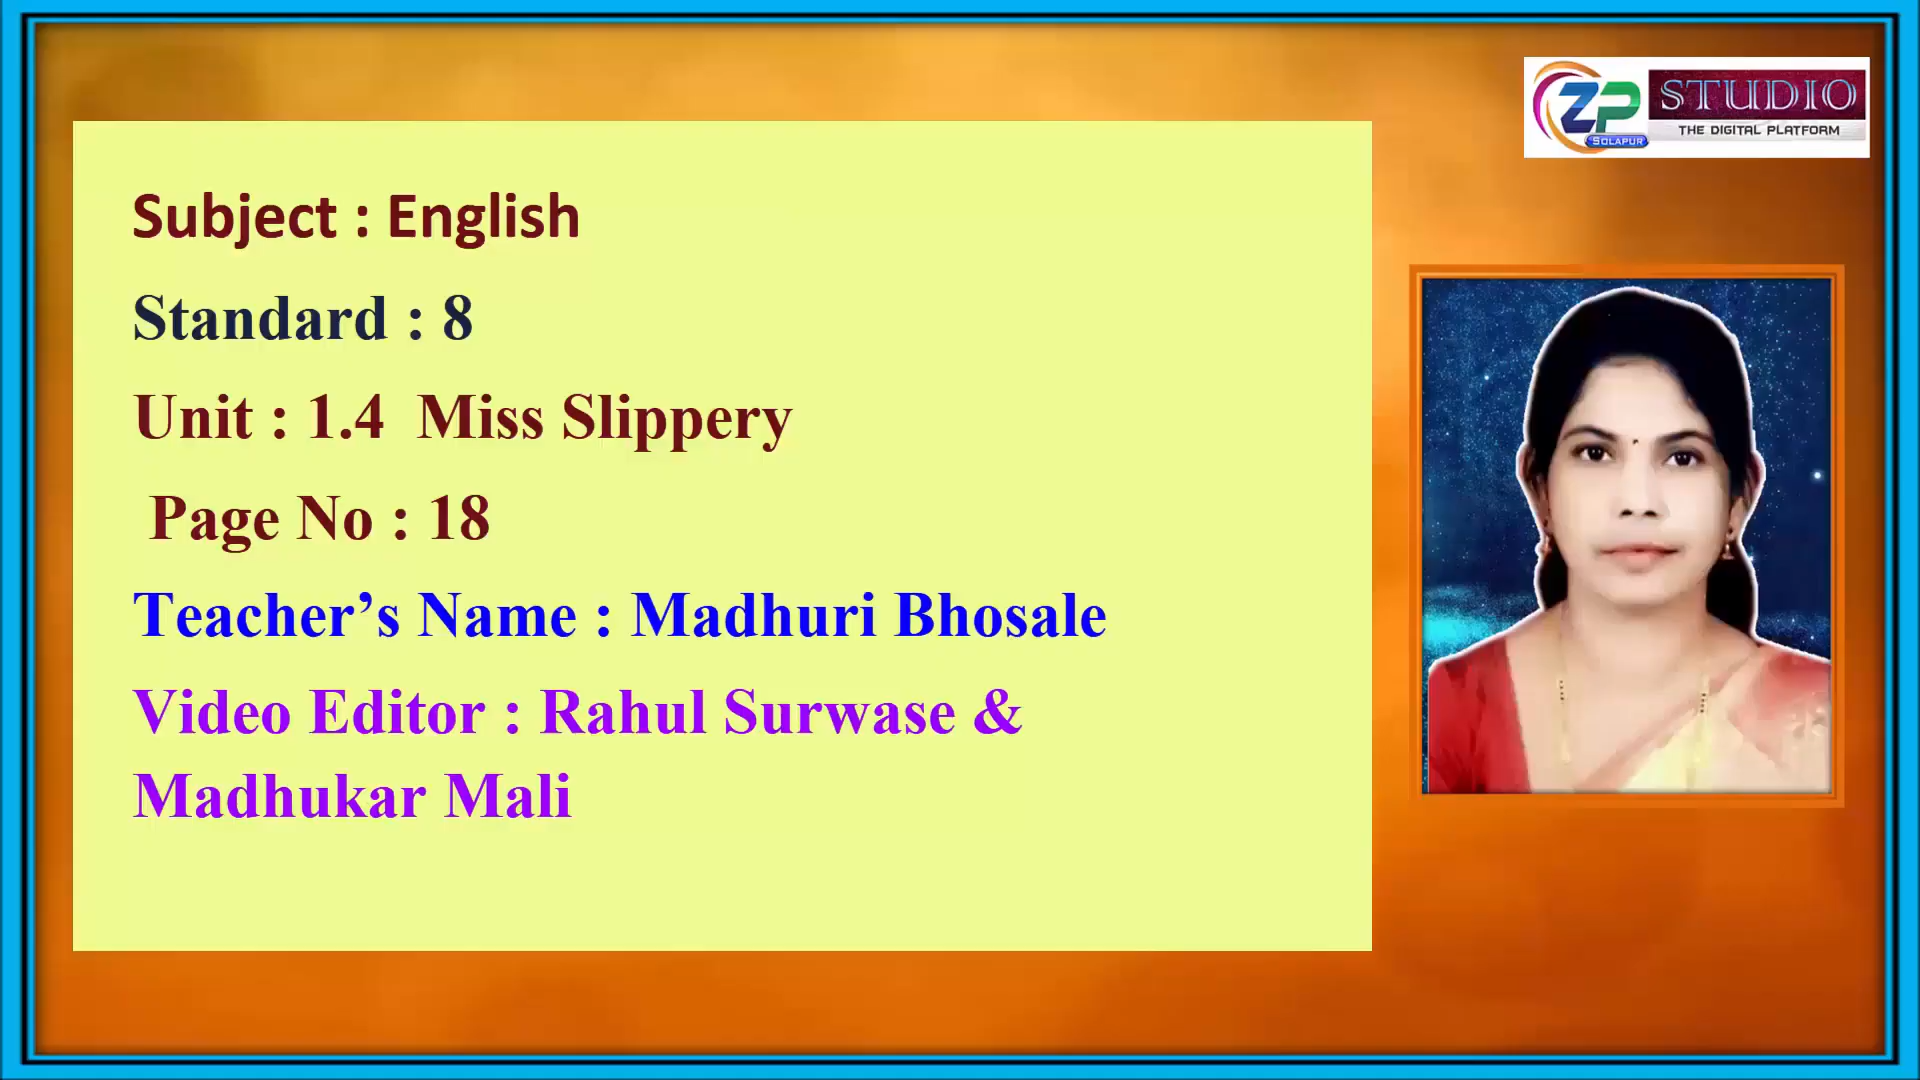 ZP STUDIO
SOLAPUR THE DIGITAL PLATFORM
Subject : English
Standard : 8
Unit : 1.4 Miss Slippery
Page No : 18
Teacher’s Name : Madhuri Bhosale
Video Editor : Rahul Surwase &
Madhukar Mali